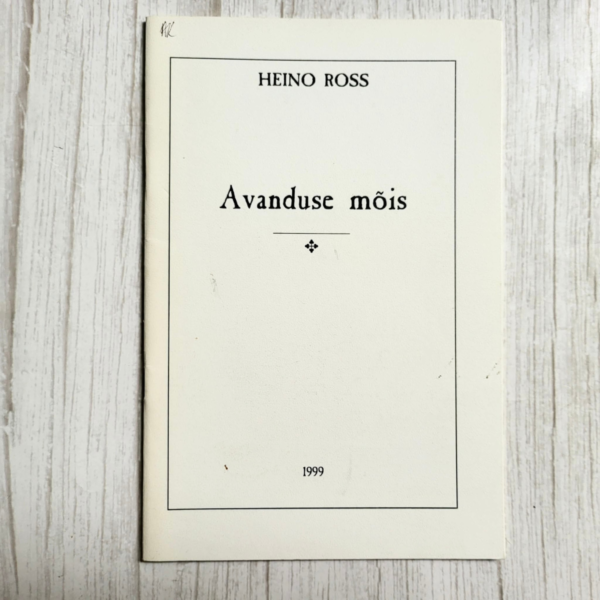 HEINO ROSS
Avanduse mõis
1999